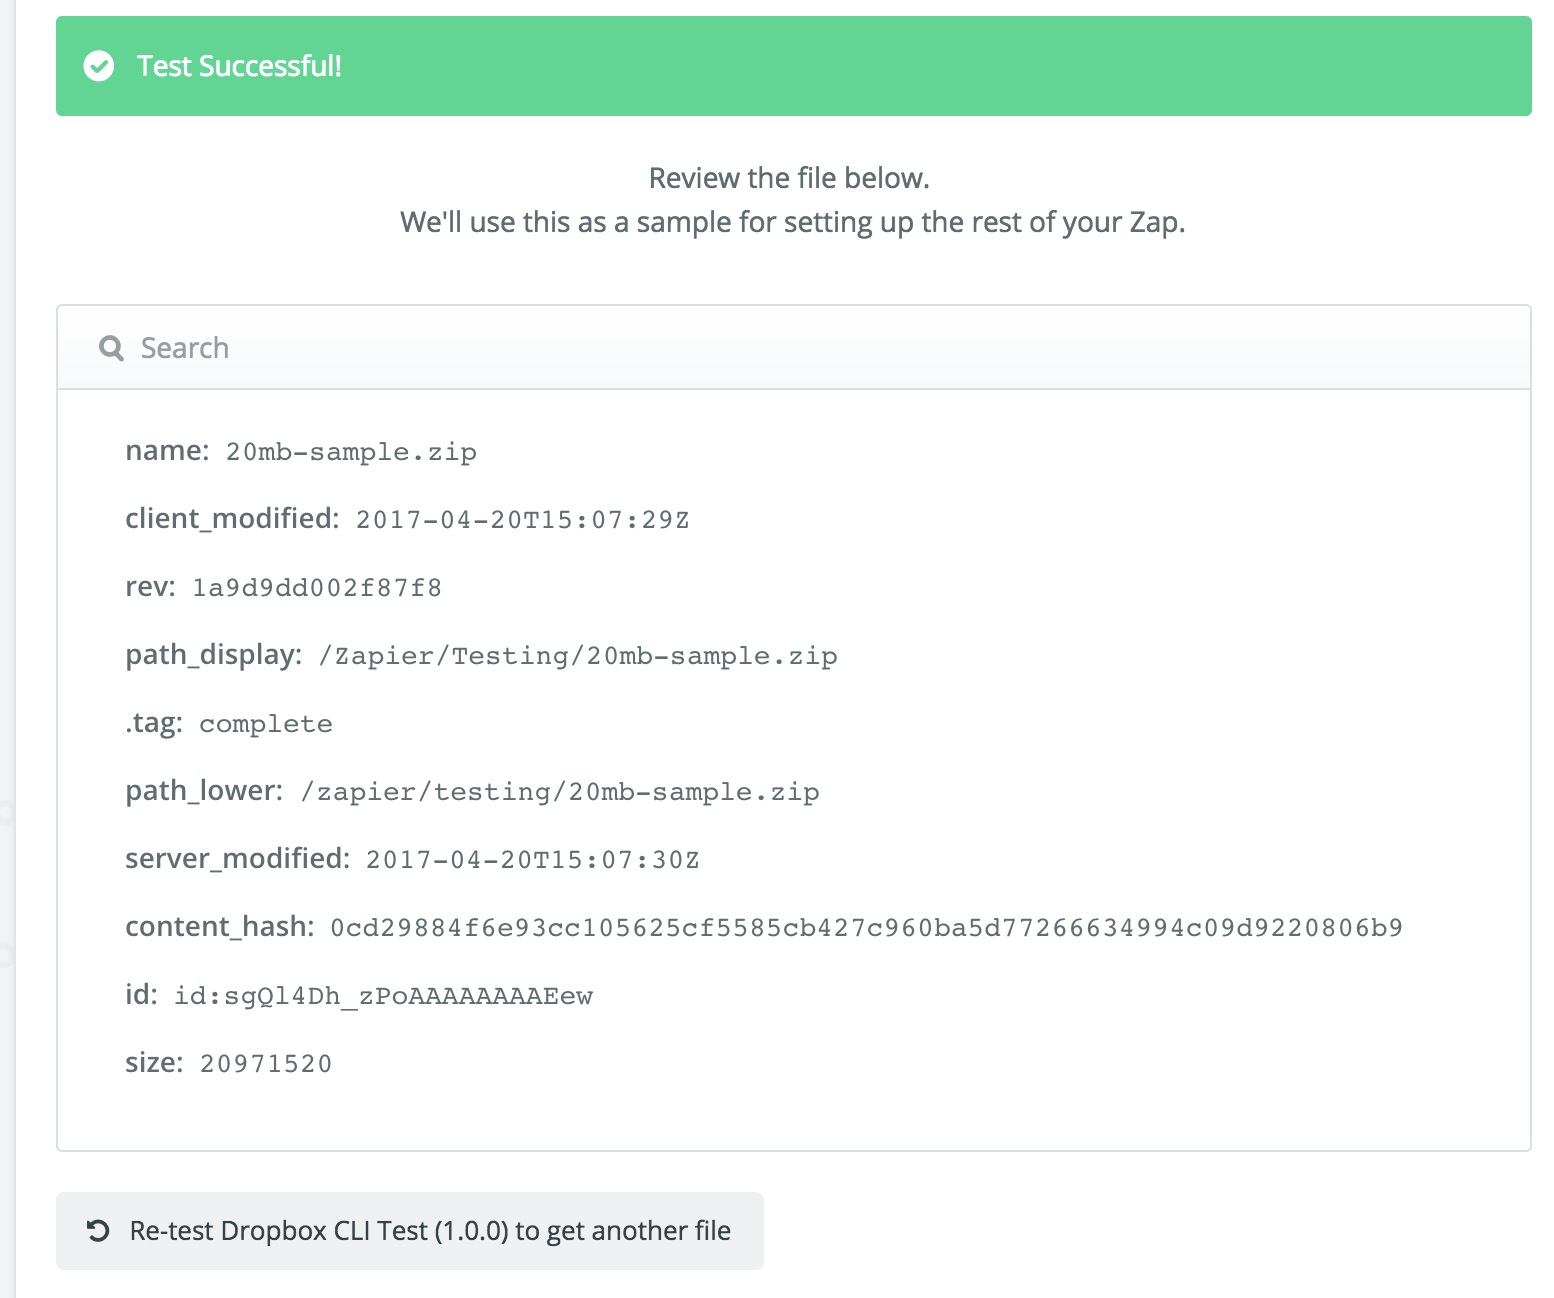 Test Successful!
Review the file below.
We'll use this as a sample for setting up the rest of your Zap.
Search
name: 20mb-sample.zip
client_modified: 2017-04-20T15:07:29Z
rev: 1a9d9dd002f87f8
path_display: /Zapier/Testing/20mb-sample.zip
.tag: complete
path_lower: /zapier/testing/20mb-sample.zip
server_modified: 2017-04-20T15:07:30Z
content_hash: 0cd29884f6e93cc105625cf5585cb427c960ba5d77266634994c09d9220806b9
id: id:sgQl4Dh_zPoAAAAAAAAEew
size: 20971520
Re-test Dropbox CLI Test (1.0.0) to get another file